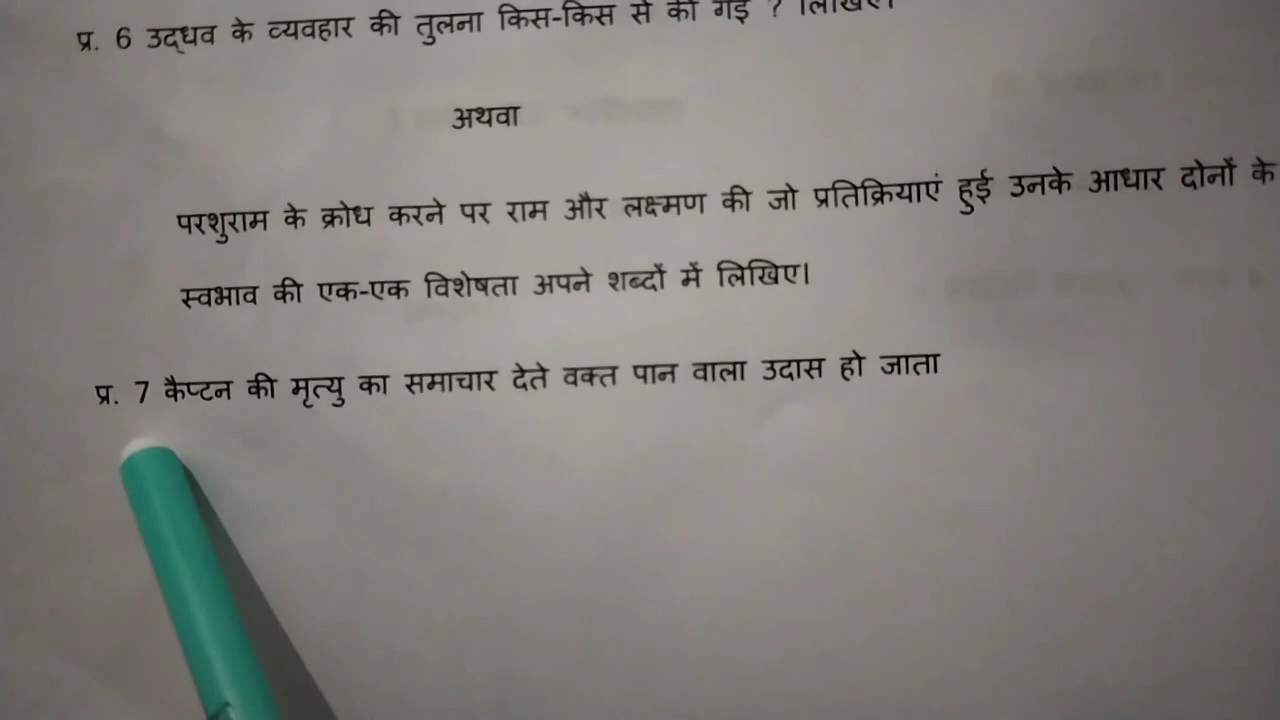 प्र. 6 उद्धव के व्यवहार की तुलना किस-किस से की गई ? लिखिए।
अथवा
परशुराम के क्रोध करने पर राम और लक्ष्मण की जो प्रतिक्रियाएं हुई उनके आधार दोनों के
स्वभाव की एक-एक विशेषता अपने शब्दों में लिखिए।
प्र. 7 कैप्टन की मृत्यु का समाचार देते वक्त पान वाला उदास हो जाता